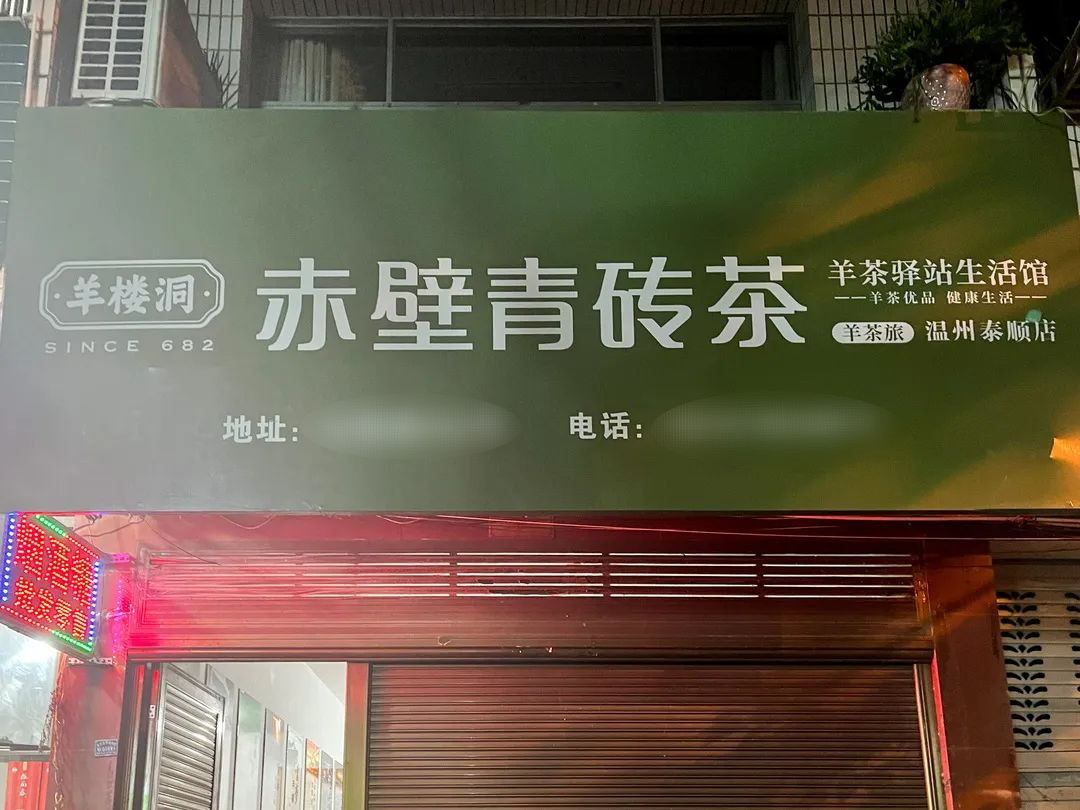 羊楼洞
SINCE 682
赤壁青砖茶
羊茶驿站生活馆
羊茶优品 健康生活
羊茶旅 温州泰顺店
地址:
电话: